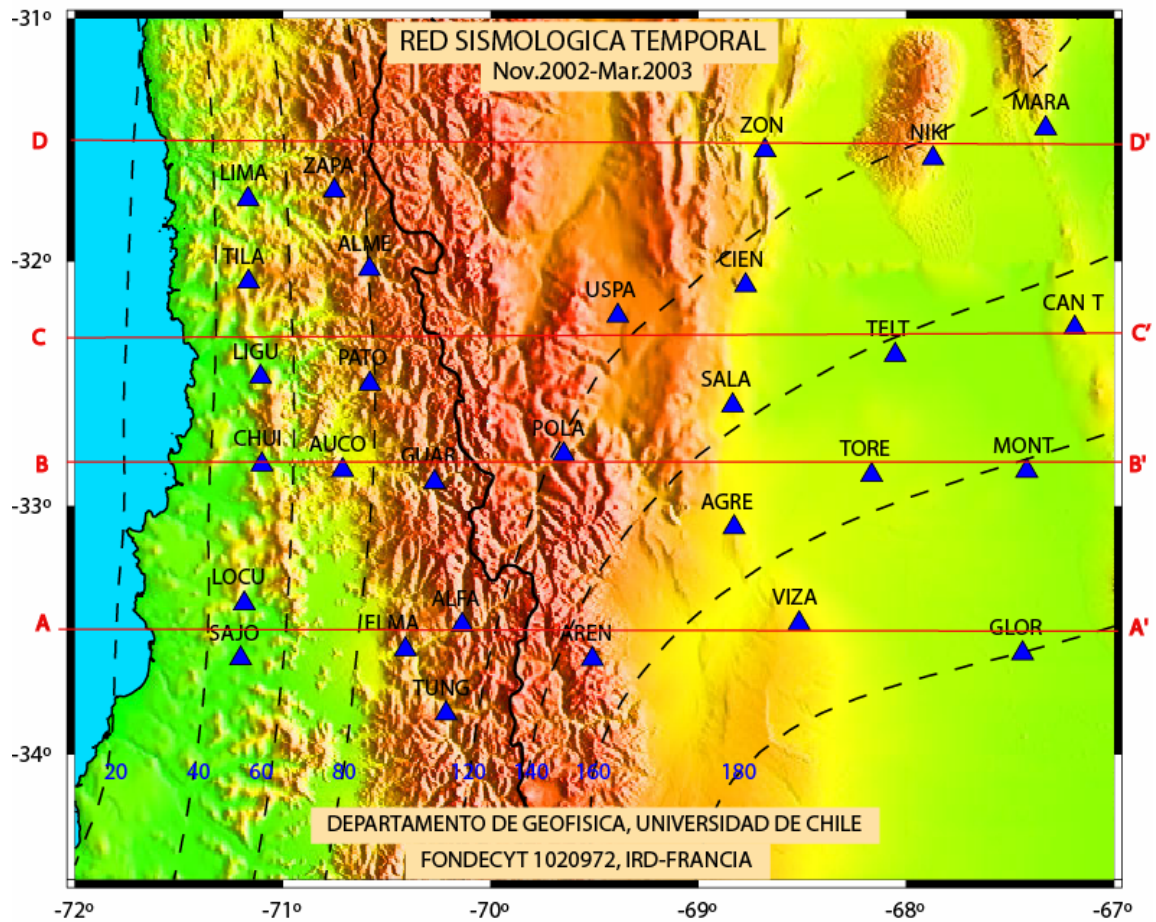 -31º
RED SISMOLOGICA TEMPORAL
Nov.2002-Mar.2003
MARA
ZON
NIKI
D
D'
ZAPA
LIMA
ALME
TILA
CIEN
-32º
USPA
CAN T
TELT
C
C'
LIGU
PATO
SALA
POLA
CHUI
AUCO
GUAR
TORE
MONT
B
B'
-33º
AGRE
LOCU
ALFA
VIZA
A
A'
SAJO
ELMA
AREN
GLOR
TUNG
-34º
20
40
60
80
120
140
160
180
DEPARTAMENTO DE GEOFISICA, UNIVERSIDAD DE CHILE
FONDECYT 1020972, IRD-FRANCIA
-72º
-71º
-70º
-69º
-68º
-67º